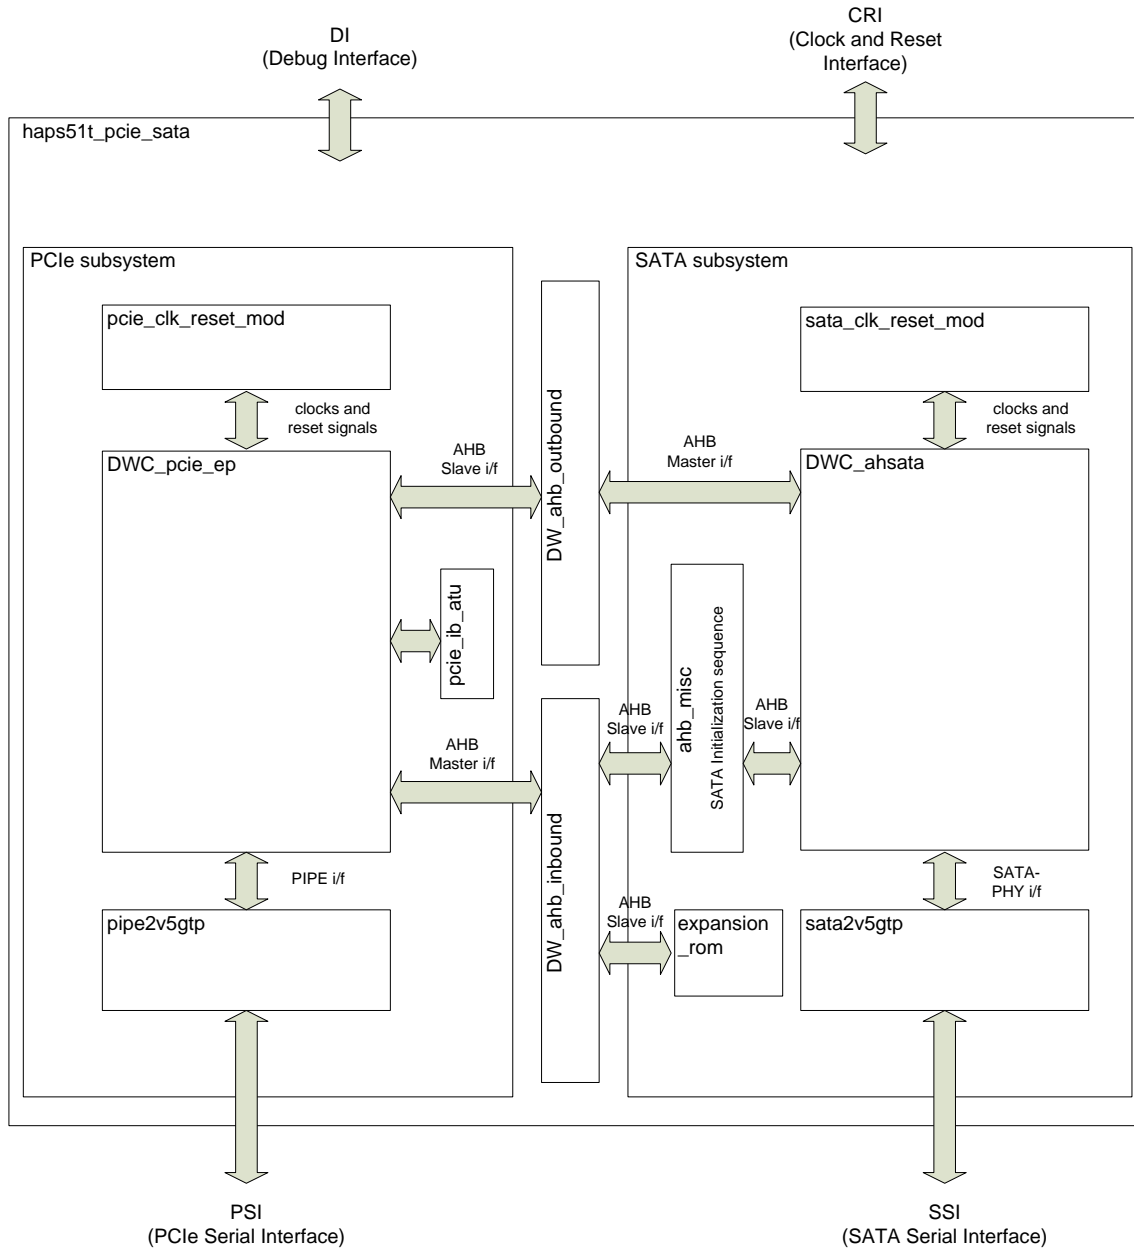 DI
(Debug Interface)
CRI
(Clock and Reset
Interface)
haps51t_pcie_sata
PCIe subsystem
SATA subsystem
pcie_clk_reset_mod
sata_clk_reset_mod
clocks and
reset signals
clocks and
reset signals
DWC_pcie_ep
AHB
Slave i/f
DW_ahb_outbound
AHB
Master i/f
DWC_ahsata
pcie_ib_atu
ahb_misc
SATA Initialization sequence
AHB
Slave i/f
AHB
Slave i/f
AHB
Master i/f
DW_ahb_inbound
PIPE i/f
SATA-
PHY i/f
pipe2v5gtp
AHB
Slave i/f
expansion
_rom
sata2v5gtp
PSI
(PCIe Serial Interface)
SSI
(SATA Serial Interface)